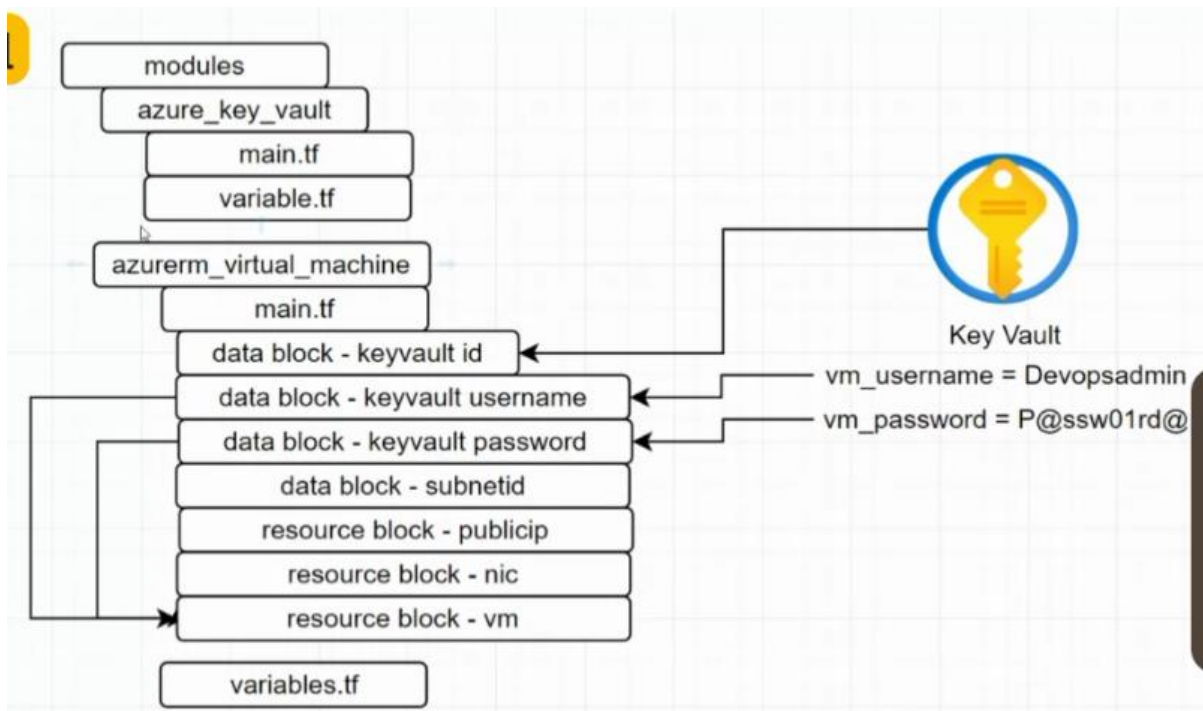 modules
azure_key_vault
main.tf
variable.tf
azurerm_virtual_machine
main.tf
data block - keyvault id
data block - keyvault username
data block - keyvault password
data block - subnetid
resource block - publicip
resource block - nic
resource block - vm
variables.tf
Key Vault
vm_username = Devopsadmin
vm_password = P@ssw01rd@